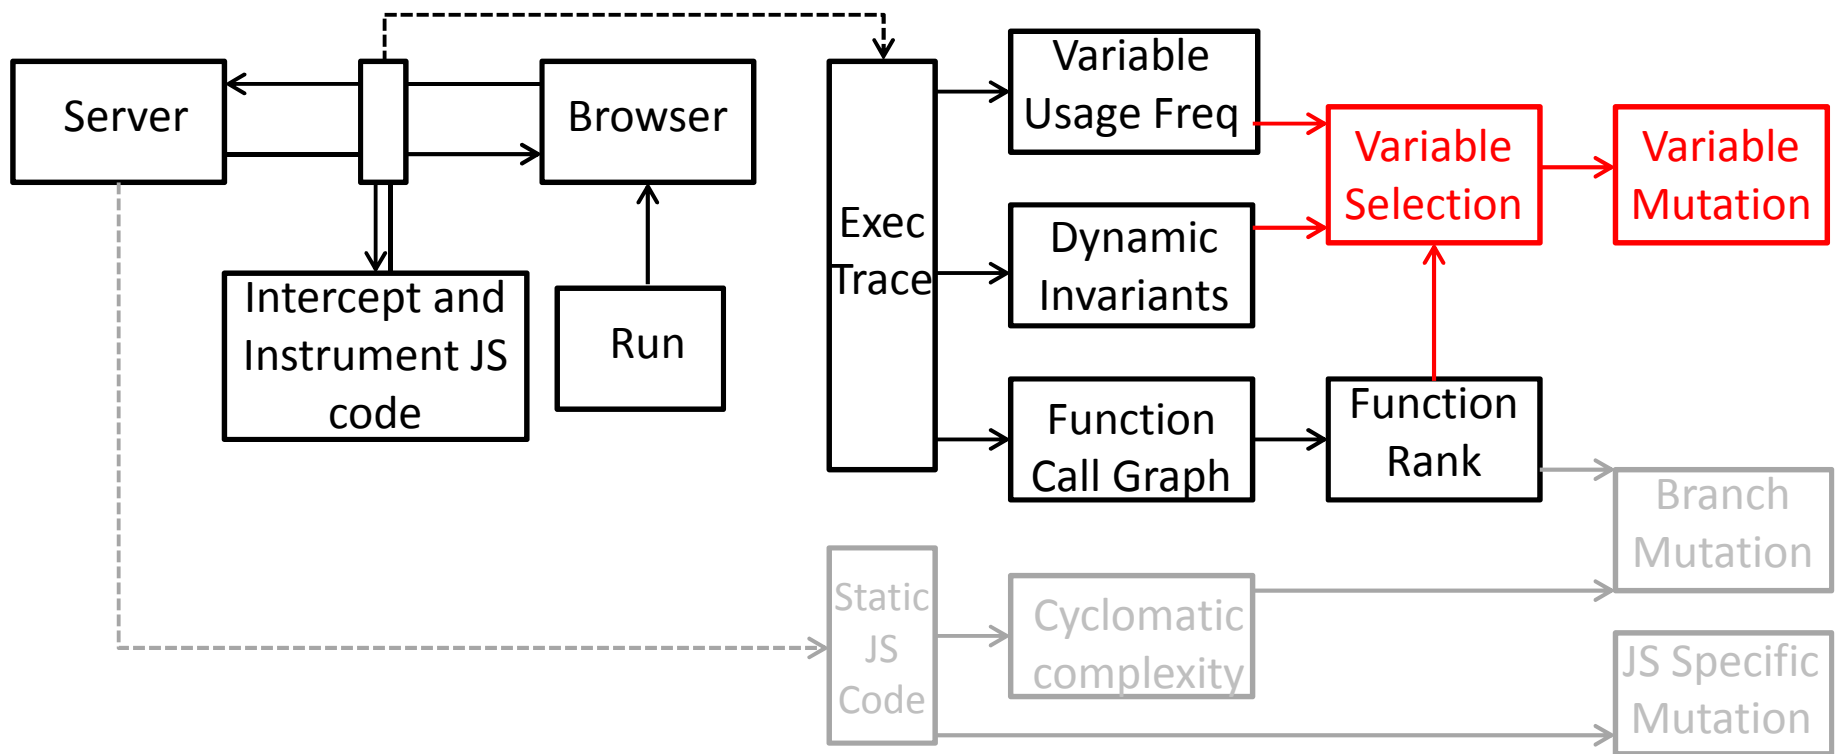 Server
Browser
Intercept and
Instrument JS
code
Run
Exec
Trace
Variable
Usage Freq
Dynamic
Invariants
Function
Call Graph
Variable
Selection
Variable
Mutation
Function
Rank
Branch
Mutation
Static
JS
Code
Cyclomatic
complexity
JS Specific
Mutation